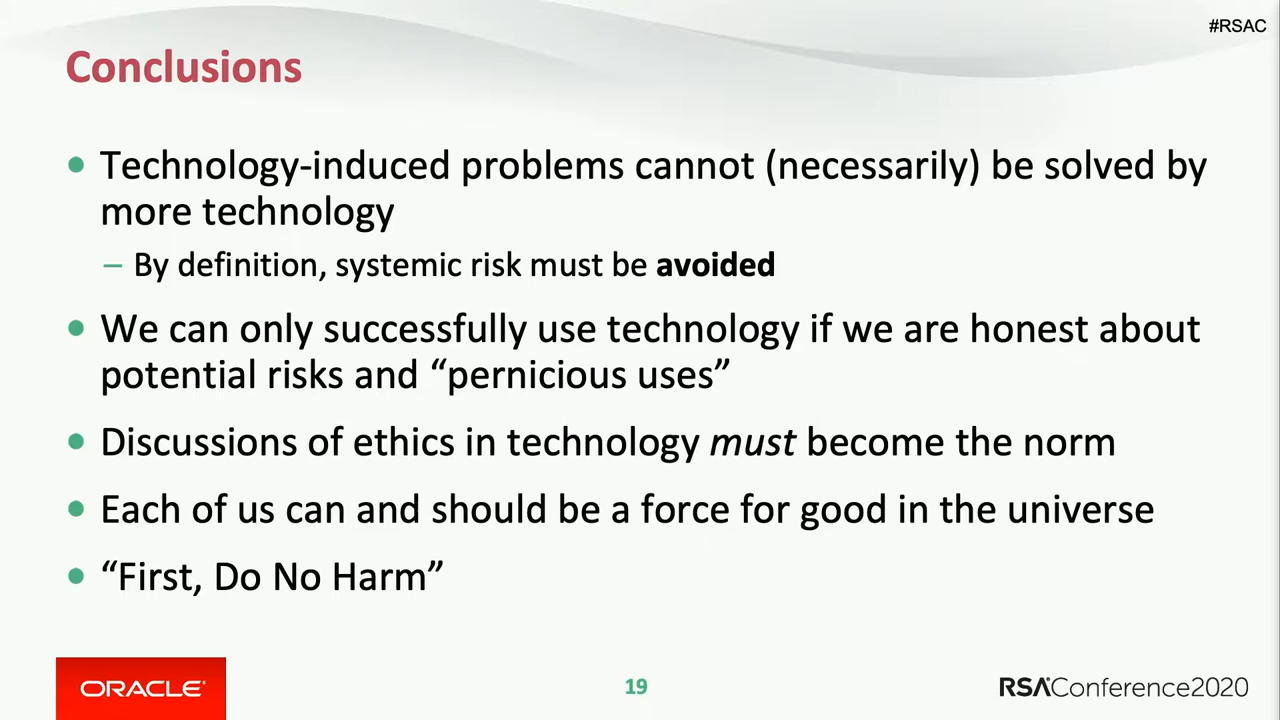 #RSAC
Conclusions
• Technology-induced problems cannot (necessarily) be solved by
more technology
– By definition, systemic risk must be avoided
• We can only successfully use technology if we are honest about
potential risks and “pernicious uses”
• Discussions of ethics in technology must become the norm
• Each of us can and should be a force for good in the universe
• “First, Do No Harm”
ORACLE®
19
RSAConference2020